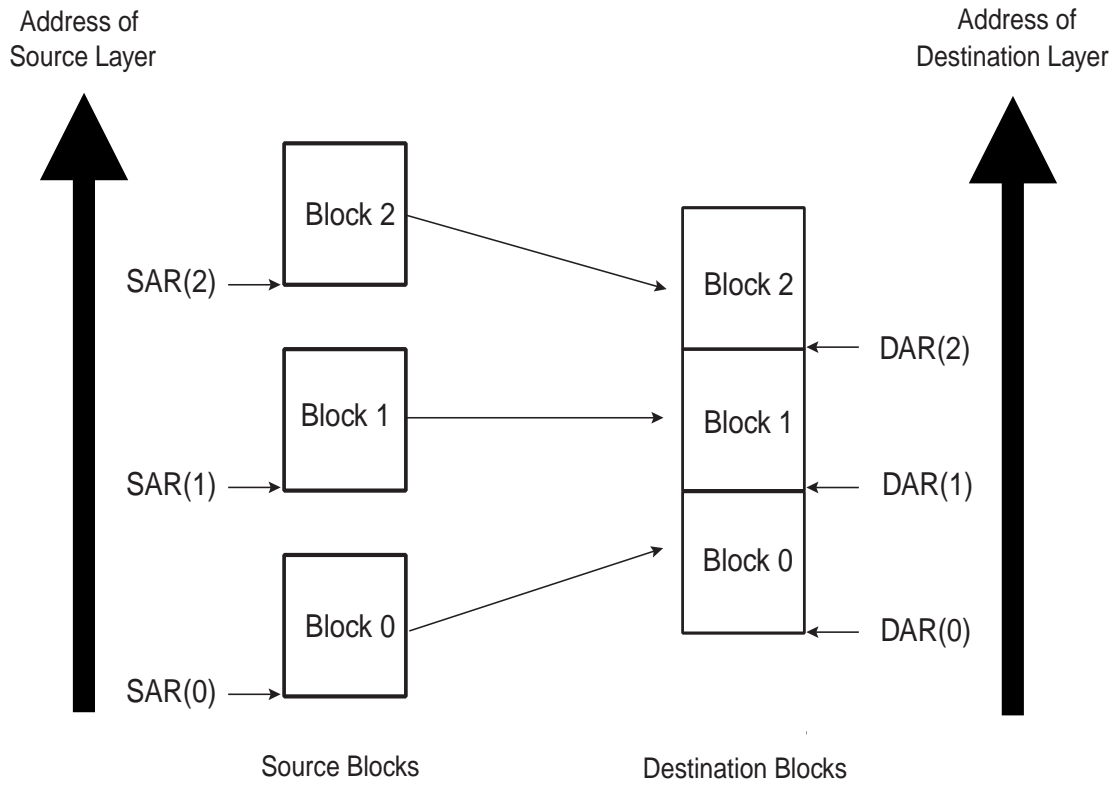 Address of
Source Layer
Address of
Destination Layer
Block 2
SAR(2)
Block 2
DAR(2)
Block 1
Block 1
SAR(1)
DAR(1)
Block 0
Block 0
DAR(0)
SAR(0)
Source Blocks
Destination Blocks